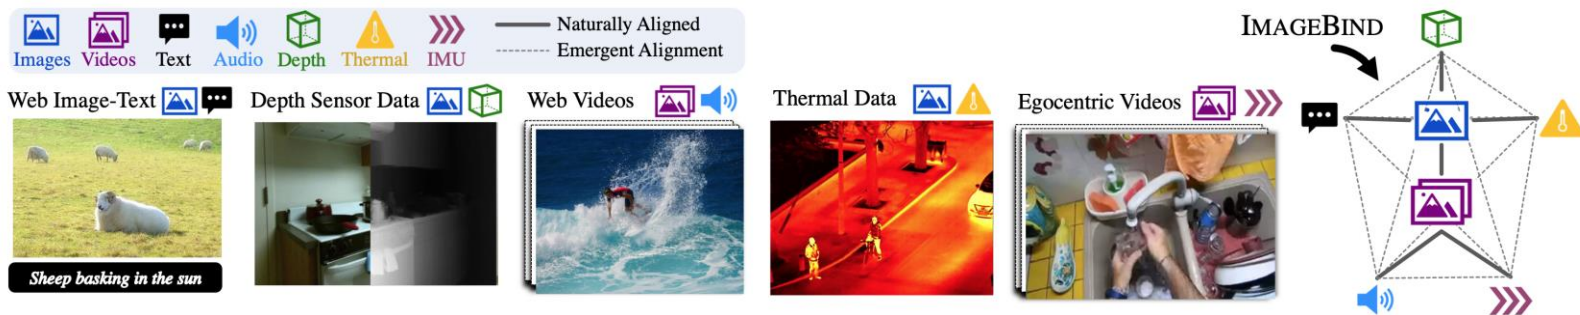 Images Videos Text Audio Depth Thermal IMU
Naturally Aligned
Emergent Alignment
IMAGEBIND
Web Image-Text
Depth Sensor Data
Web Videos
Thermal Data
Egocentric Videos
Sheep basking in the sun